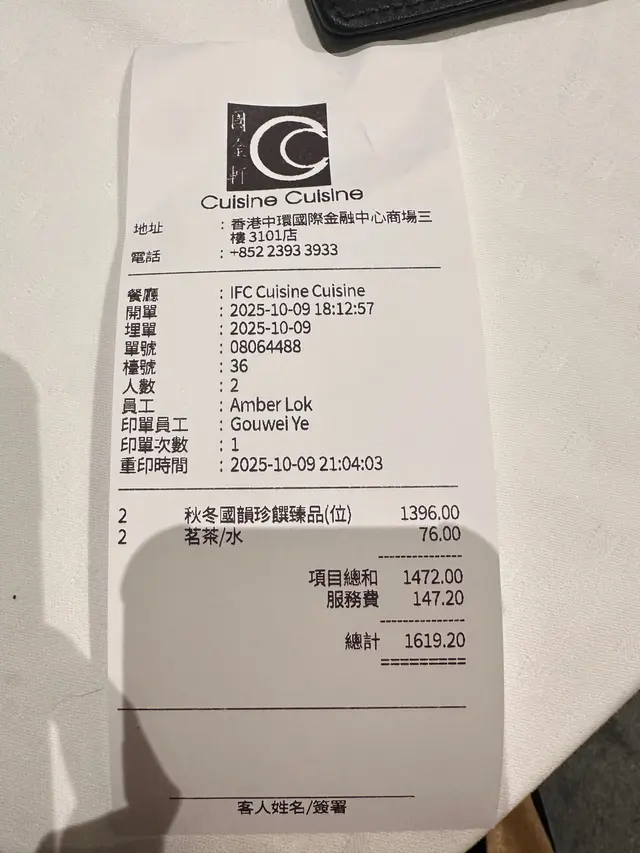 國金軒
Cuisine Cuisine
地址 : 香港中環國際金融中心商場三
樓 3101店
電話 : +852 2393 3933
餐廳 : IFC Cuisine Cuisine
開單 : 2025-10-09 18:12:57
埋單 : 2025-10-09
單號 : 08064488
檯號 : 36
人數 : 2
員工 : Amber Lok
印單員工 : Gouwei Ye
印單次數 : 1
重印時間 : 2025-10-09 21:04:03
2 秋冬國韻珍饌臻品(位) 1396.00
2 茗茶/水 76.00
項目總和 1472.00
服務費 147.20
總計 1619.20
客人姓名/簽署